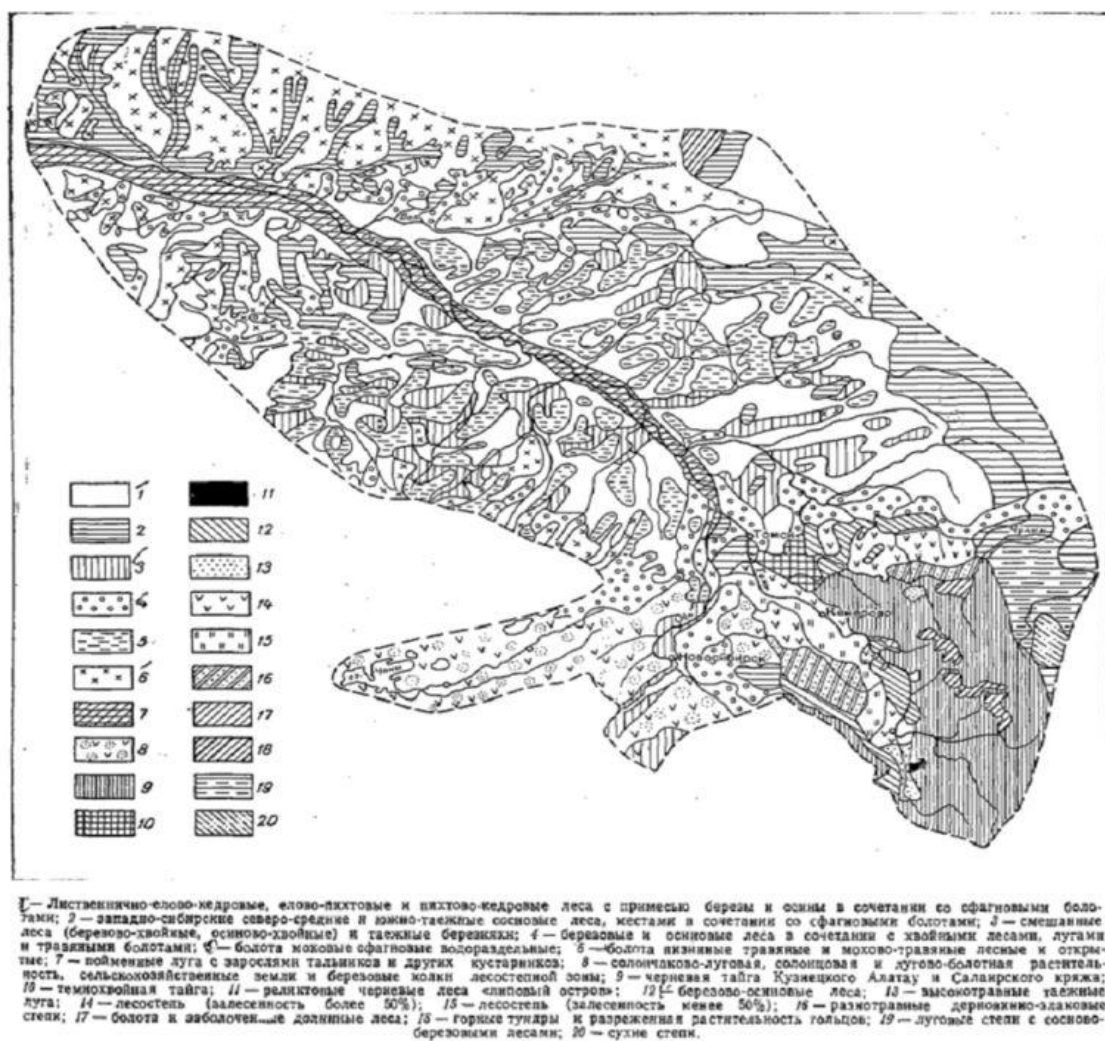 Томск
Чулым
Кемерово
Новосибирск
оз. Чаны
1
2
3
4
5
6
7
8
9
10
11
12
13
14
15
16
17
18
19
20
1 — Лиственнично-елово-кедровые, елово-пихтовые и пихтово-кедровые леса с примесью березы и осины в сочетании со сфагновыми боло-
тами; 2 — западно-сибирские северо-средние и южно-таежные сосновые леса, местами в сочетании со сфагновыми болотами; 3 — смешанные
леса (березово-хвойные, осиново-хвойные) и таежные березняки; 4 — березовые и осиновые леса в сочетании с хвойными лесами, лугами
и травяными болотами; 5 — болота моховые сфагновые водораздельные; 6 — болота низинные травяные и мохово-травяные лесные и откры-
тые; 7 — пойменные луга с зарослями тальников и других кустарников; 8 — солончаково-луговая, солонцовая и лугово-болотная раститель-
ность, сельскохозяйственные земли и березовые колки лесостепной зоны; 9 — черневая тайга Кузнецкого Алатау и Салаирского кряжа;
10 — темнохвойная тайга; 11 — реликтовые черневые леса «липовый остров»; 12 — березово-осиновые леса; 13 — высокотравные таежные
луга; 14 — лесостепь (залесенность более 50%); 15 — лесостепь (залесенность менее 50%); 16 — разнотравные дерновинно-злаковые
степи; 17 — болота и заболоченные долинные леса; 18 — горные тундры и разреженная растительность гольцов; 19 — луговые степи с сосново-
березовыми лесами; 20 — сухие степи.